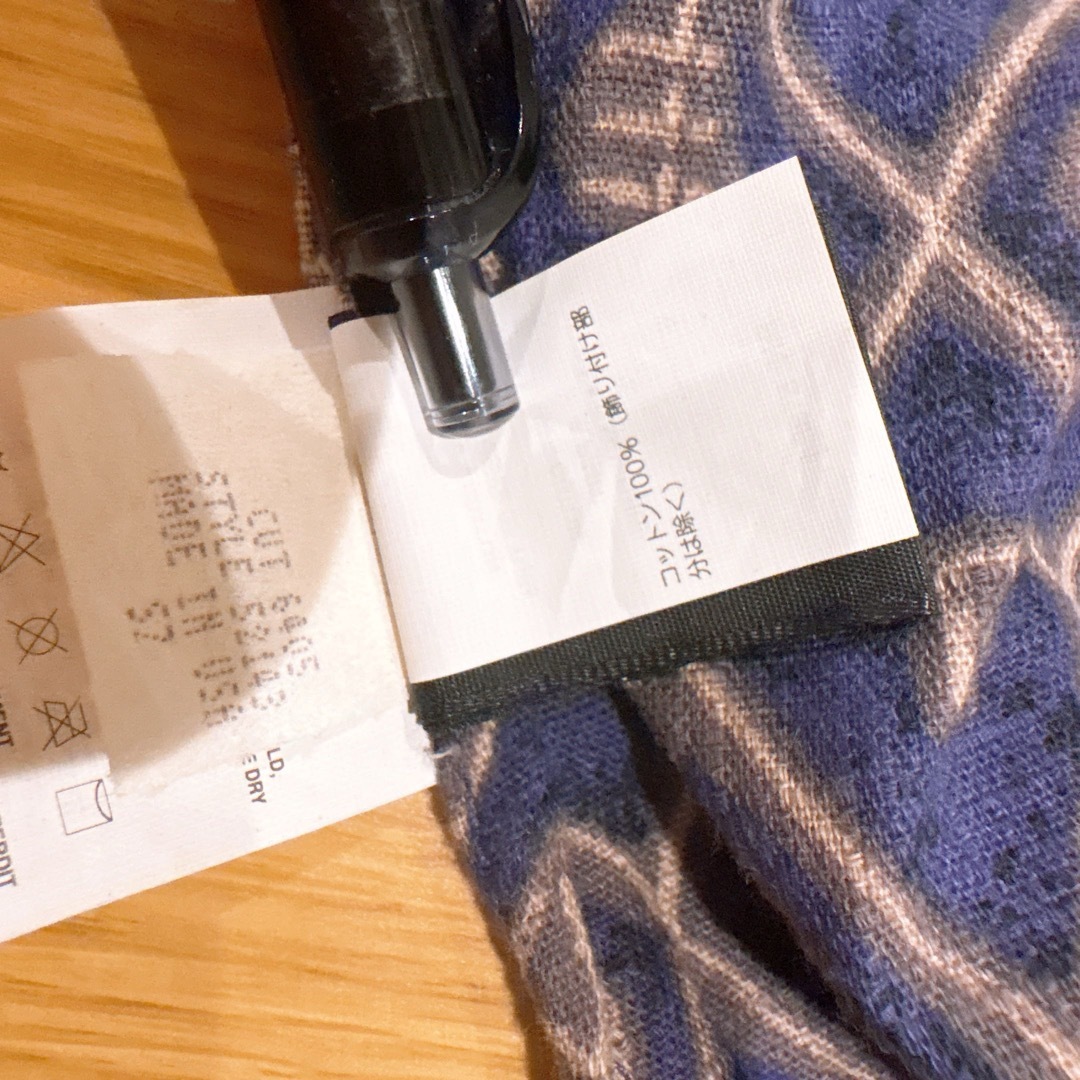 コットン100%（飾り付け部
分は除く）
CUT 6405
STYLE
MADE IN USA
57
LD,
E DRY